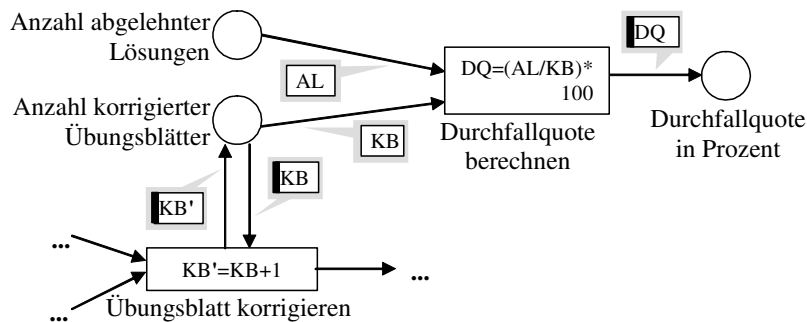 Anzahl abgelehnter
Lösungen
AL
DQ=(AL/KB)*
100
DQ
Anzahl korrigierter
Übungsblätter
KB
Durchfallquote
berechnen
Durchfallquote
in Prozent
KB'
KB
...
KB'=KB+1
...
...
Übungsblatt korrigieren